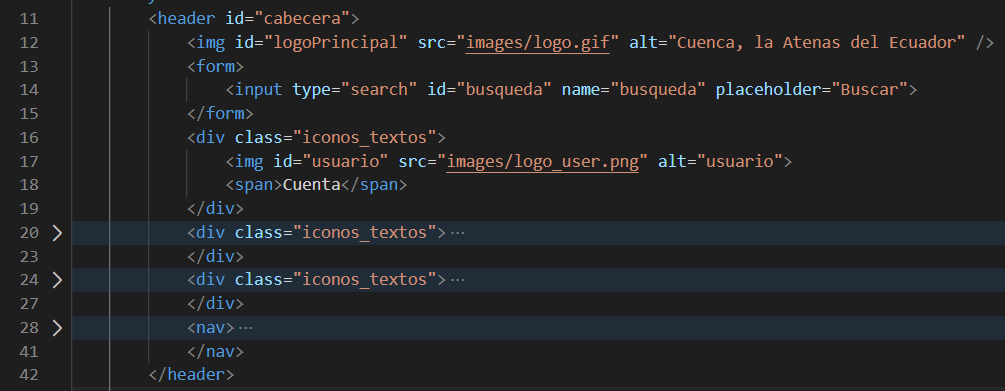 11 <header id="cabecera">
12 <img id="logoPrincipal" src="images/logo.gif" alt="Cuenca, la Atenas del Ecuador" />
13 <form>
14 <input type="search" id="busqueda" name="busqueda" placeholder="Buscar">
15 </form>
16 <div class="iconos_textos">
17 <img id="usuario" src="images/logo_user.png" alt="usuario">
18 <span>Cuenta</span>
19 </div>
20 <div class="iconos_textos">…
23 </div>
24 <div class="iconos_textos">…
27 </div>
28 <nav>…
41 </nav>
42 </header>